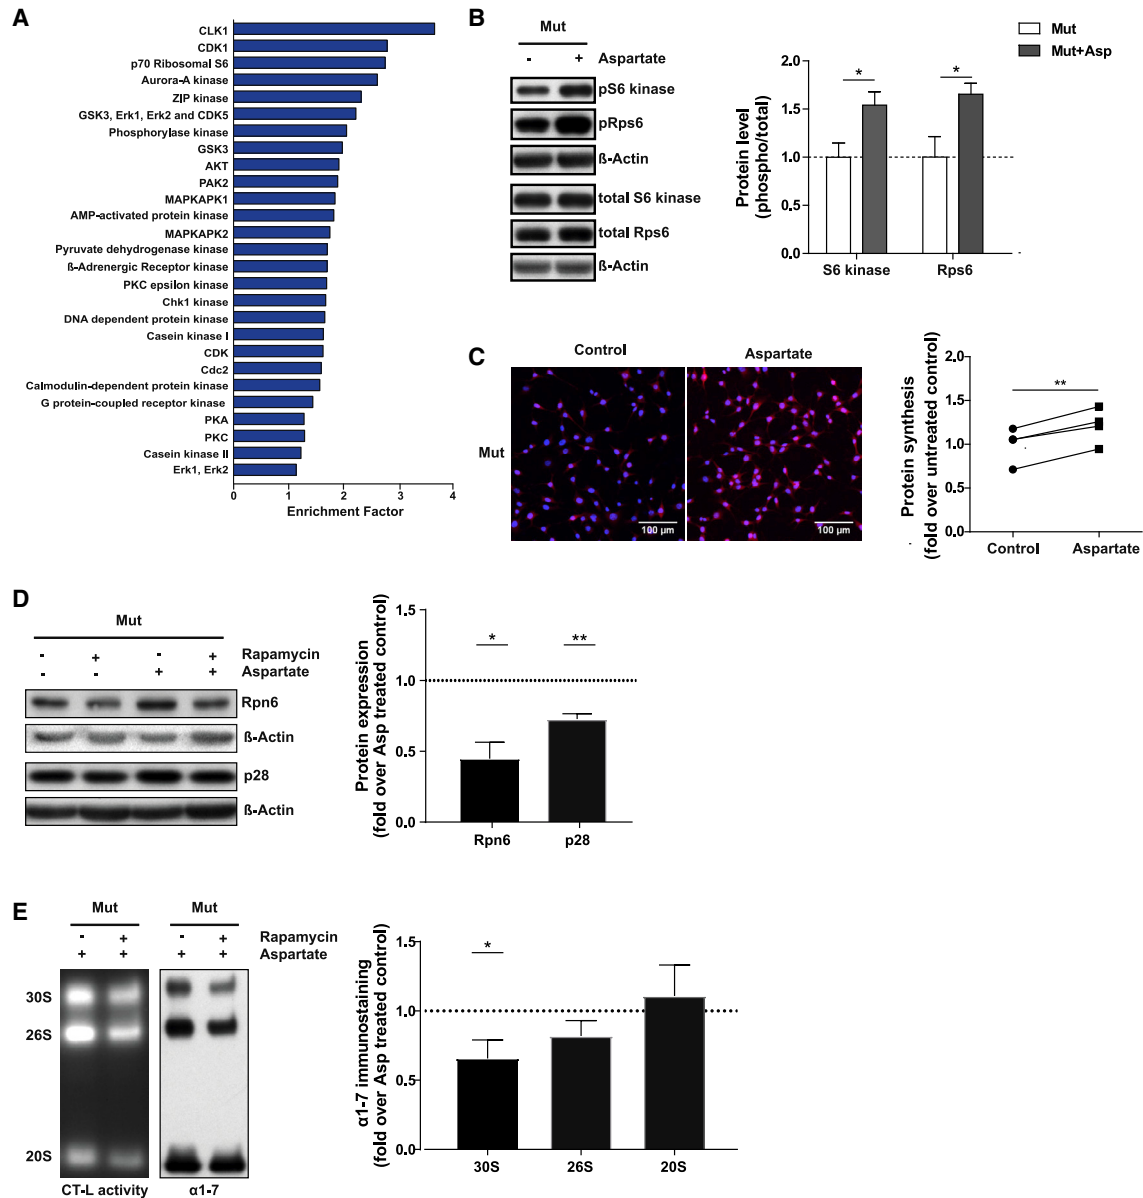 A
CLK1
CDK1
p70 Ribosomal S6
Aurora-A kinase
ZIP kinase
GSK3, Erk1, Erk2 and CDK5
Phosphorylase kinase
GSK3
AKT
PAK2
MAPKAPK1
AMP-activated protein kinase
MAPKAPK2
Pyruvate dehydrogenase kinase
ß-Adrenergic Receptor kinase
PKC epsilon kinase
Chk1 kinase
DNA dependent protein kinase
Casein kinase I
CDK
Cdc2
Calmodulin-dependent protein kinase
G protein-coupled receptor kinase
PKA
PKC
Casein kinase II
Erk1, Erk2
0 1 2 3 4
Enrichment Factor
B
Mut
- + Aspartate
pS6 kinase
pRps6
ß-Actin
total S6 kinase
total Rps6
ß-Actin
Mut
Mut+Asp
Protein level
(phospho/total)
2.0
1.5
1.0
0.5
0.0
* *
S6 kinase Rps6
C
Control Aspartate
Mut
100 µm 100 µm
Protein synthesis
(fold over untreated control)
2.0
1.5
1.0
0.5
0.0
**
Control Aspartate
D
Mut
- + - + Rapamycin
- - + + Aspartate
Rpn6
ß-Actin
p28
ß-Actin
Protein expression
(fold over Asp treated control)
1.5
1.0
0.5
0.0
* **
Rpn6 p28
E
Mut Mut
- + - + Rapamycin
+ + + + Aspartate
30S
26S
20S
CT-L activity α1-7
α1-7 immunostaining
(fold over Asp treated control)
1.5
1.0
0.5
0.0
*
30S 26S 20S